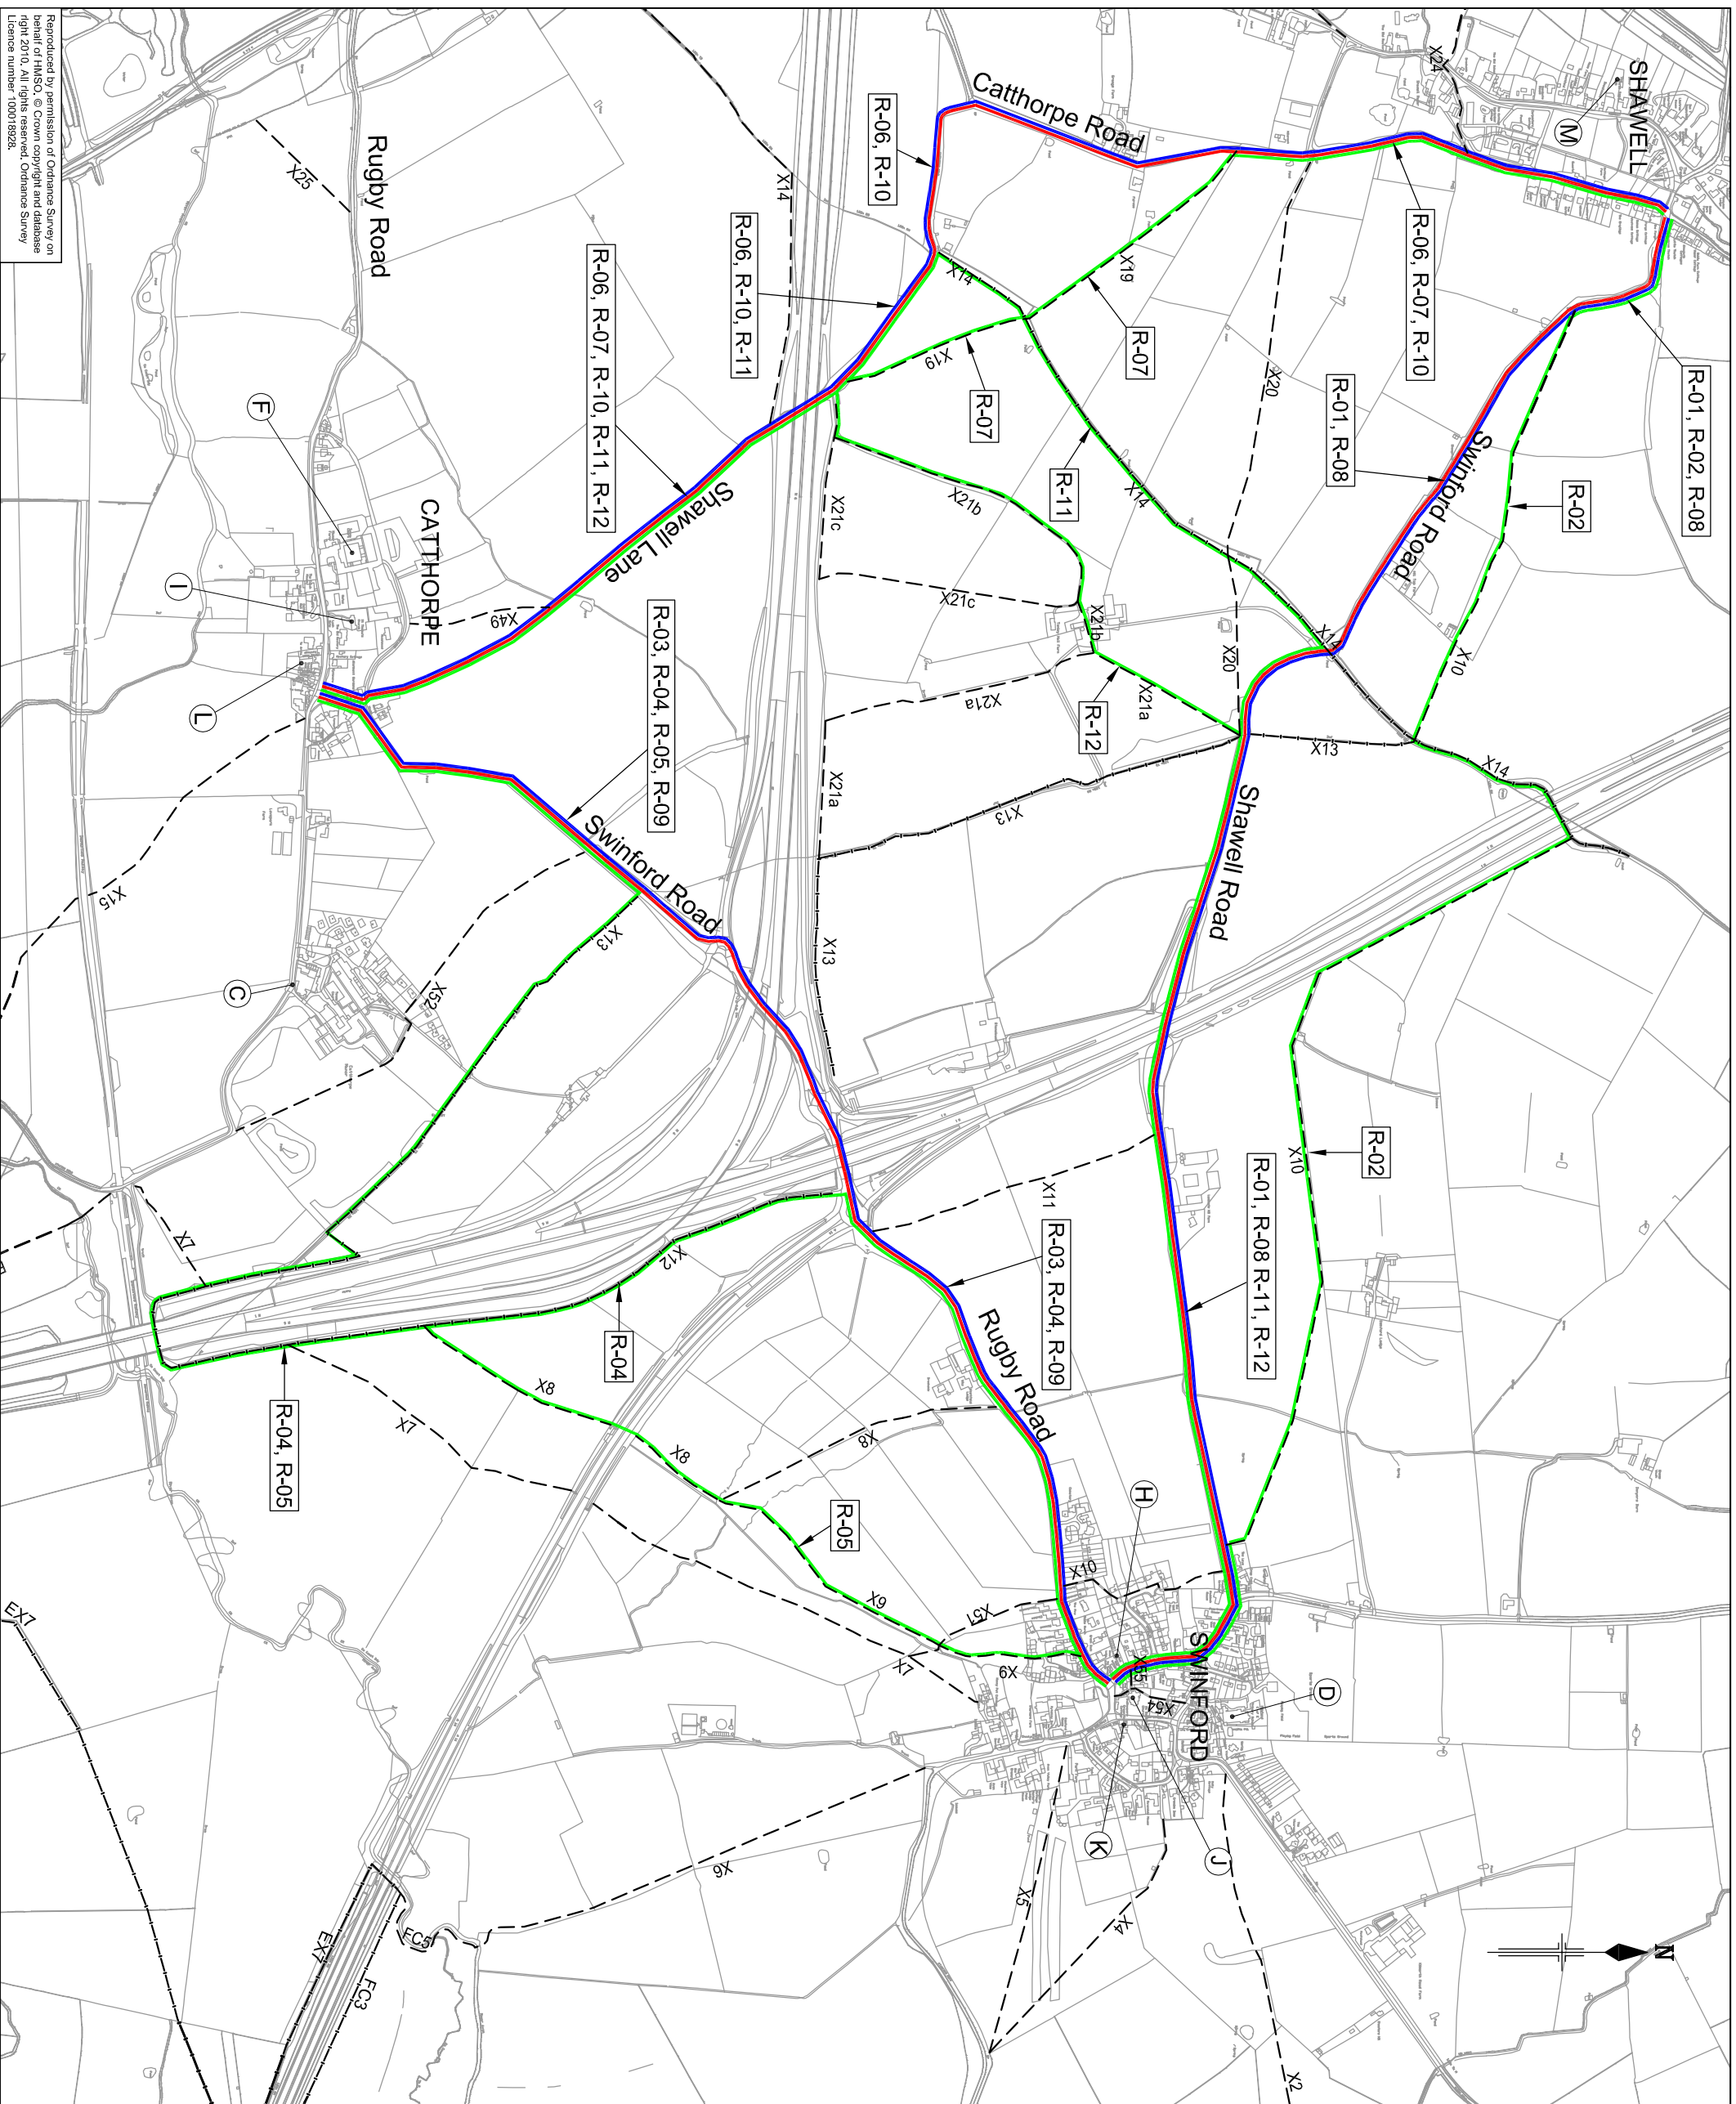 SHAWELL
M
X24
Catthorpe Road
R-06, R-10
R-06, R-07, R-10
R-01, R-02, R-08
R-01, R-08
R-02
Swinford Road
X10
X19
R-07
X20
X14
X14
R-06, R-10, R-11
X19
R-07
R-11
X14
X14
X20
X21b
X21b
X21c
X21c
X21a
X21a
X21a
R-12
X13
X13
X13
X14
Shawell Road
R-06, R-07, R-10, R-11, R-12
Shawell Lane
Rugby Road
X25
F
CATTHORPE
I
X49
L
R-03, R-04, R-05, R-09
Swinford Road
X15
X13
X52
C
X7
X12
R-04
R-04, R-05
X7
X8
X8
X8
R-05
X9
X11
R-03, R-04, R-09
Rugby Road
R-01, R-08 R-11, R-12
R-02
X10
H
X10
X51
X9
X7
X55
X54
SWINFORD
D
J
K
X6
X5
X4
X2
FC5
EX7
FC3
EX7
N
Reproduced by permission of Ordnance Survey on
behalf of HMSO. © Crown copyright and database
right 2010. All rights reserved. Ordnance Survey
Licence number 100018928.